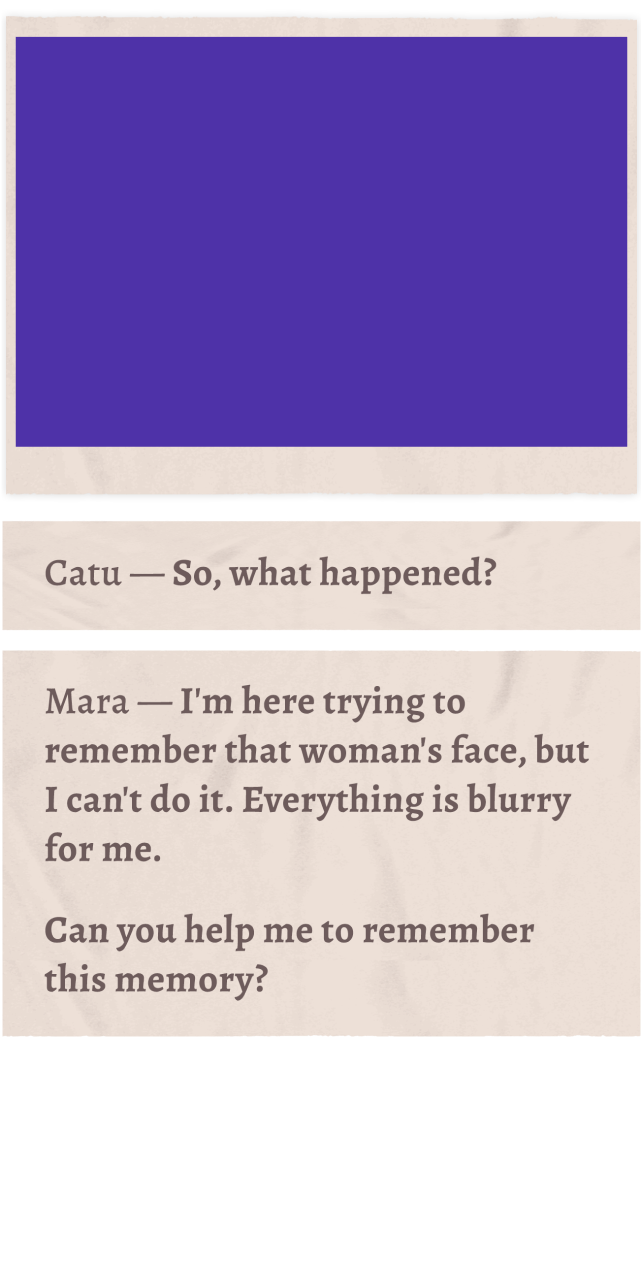 Catu — So, what happened?
Mara — I'm here trying to
remember that woman's face, but
I can't do it. Everything is blurry
for me.
Can you help me to remember
this memory?